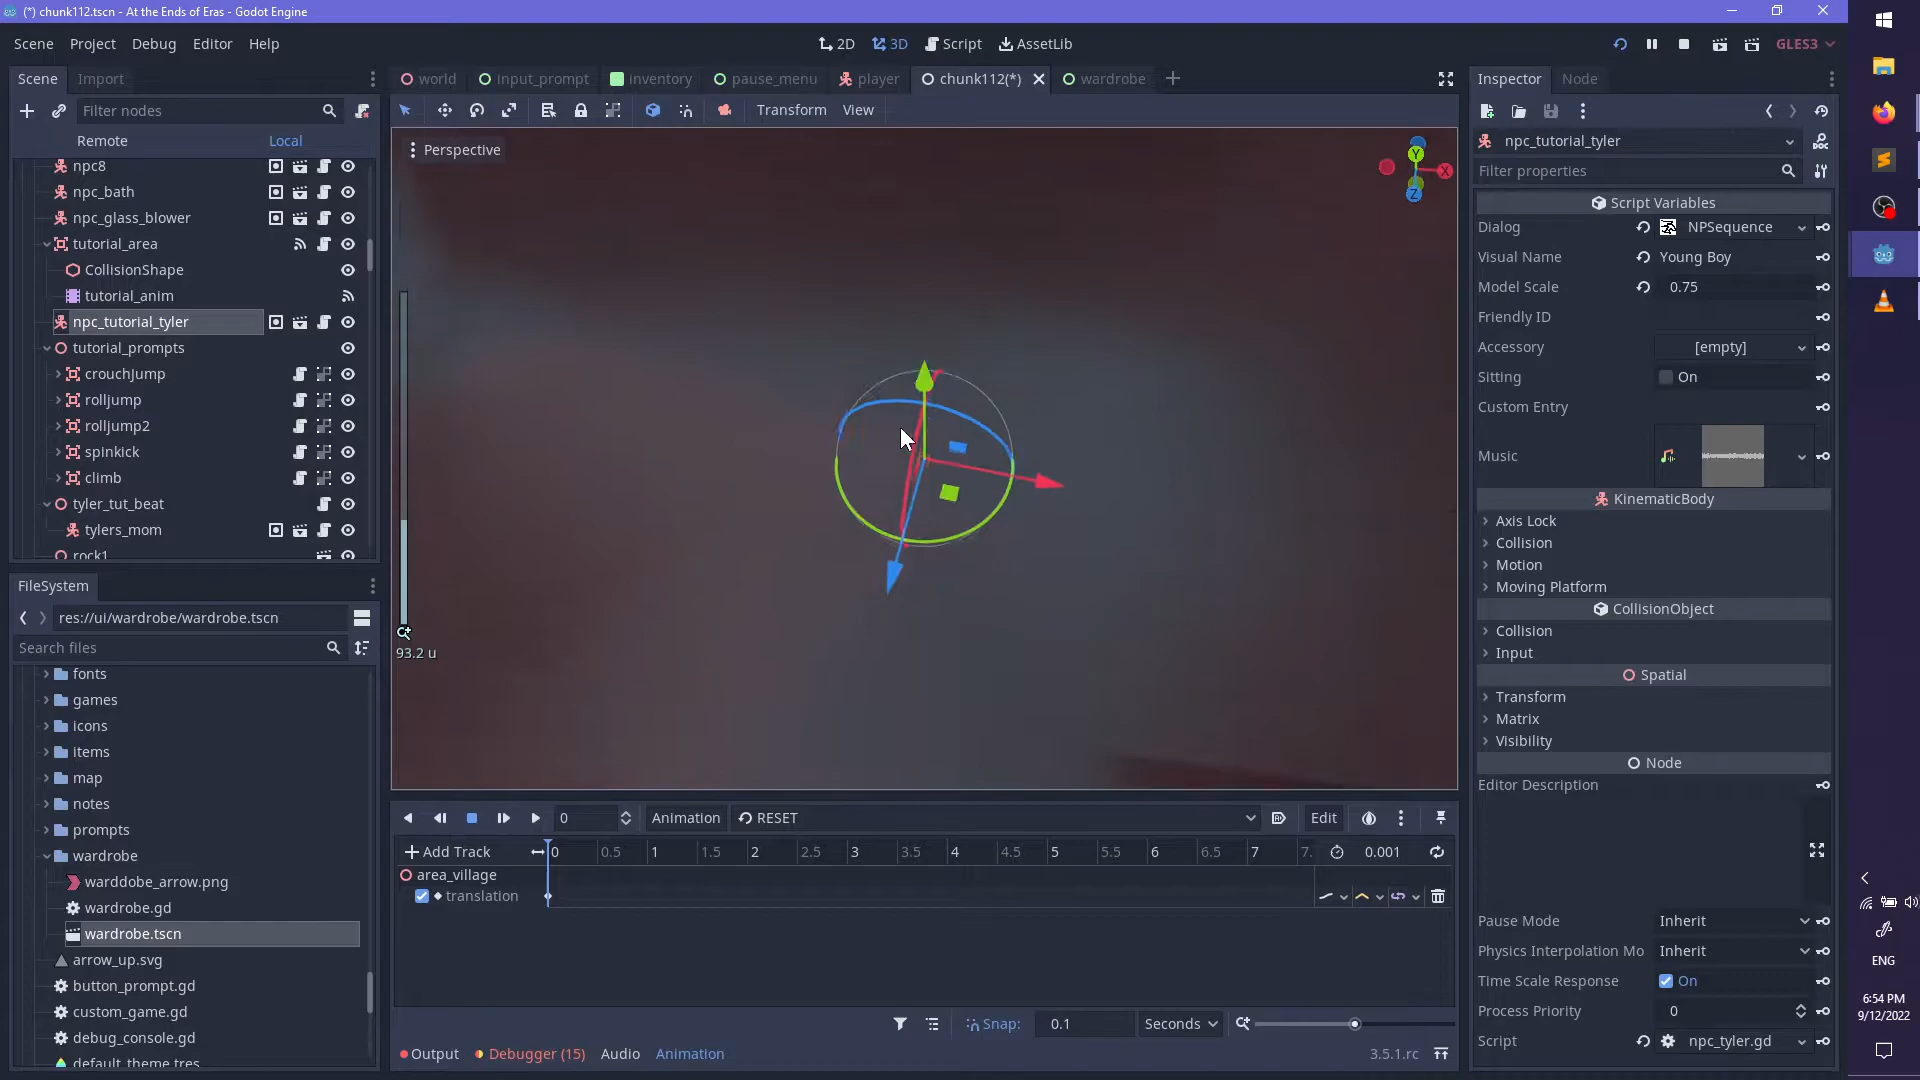 (*) chunk112.tscn - At the Ends of Eras - Godot Engine
Scene Project Debug Editor Help
2D 3D Script AssetLib
GLES3
Scene Import
world input_prompt inventory pause_menu player chunk112(*) wardrobe
Inspector Node
Filter nodes
Transform View
Remote Local
npc_tutorial_tyler
Perspective
Y
X
Z
Filter properties
npc8
npc_bath
npc_glass_blower
tutorial_area
CollisionShape
tutorial_anim
npc_tutorial_tyler
tutorial_prompts
crouchJump
rollJump
rollJump2
spinkick
climb
tyler_tut_beat
tylers_mom
rock1
93.2 u
Script Variables
Dialog NPSequence
Visual Name Young Boy
Model Scale 0.75
Friendly ID
Accessory [empty]
Sitting On
Custom Entry
Music
KinematicBody
Axis Lock
Collision
Motion
Moving Platform
CollisionObject
Collision
Input
Spatial
Transform
Matrix
Visibility
Node
Editor Description
Pause Mode Inherit
Physics Interpolation Mo Inherit
Time Scale Response On
Process Priority 0
Script npc_tyler.gd
FileSystem
res://ui/wardrobe/wardrobe.tscn
Search files
fonts
games
icons
items
map
notes
prompts
wardrobe
warddobe_arrow.png
wardrobe.gd
wardrobe.tscn
arrow_up.svg
button_prompt.gd
custom_game.gd
debug_console.gd
default_theme.tres
0 Animation RESET Edit
Add Track 0 0.5 1 1.5 2 2.5 3 3.5 4 4.5 5 5.5 6 6.5 7 7. 0.001
area_village
translation
Snap: 0.1 Seconds
Output Debugger (15) Audio Animation 3.5.1.rc
ENG
6:54 PM
9/12/2022